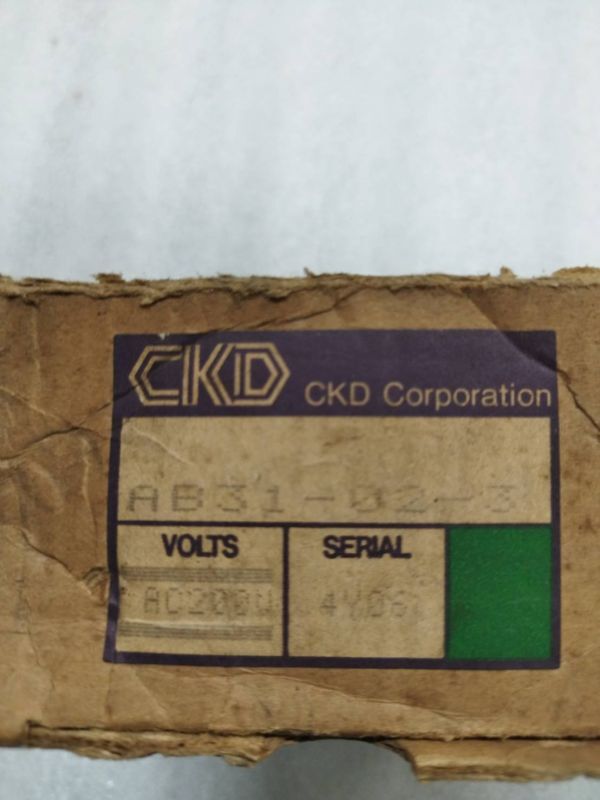 CKD CKD Corporation
AB31-02-3
VOLTS SERIAL
AC200V